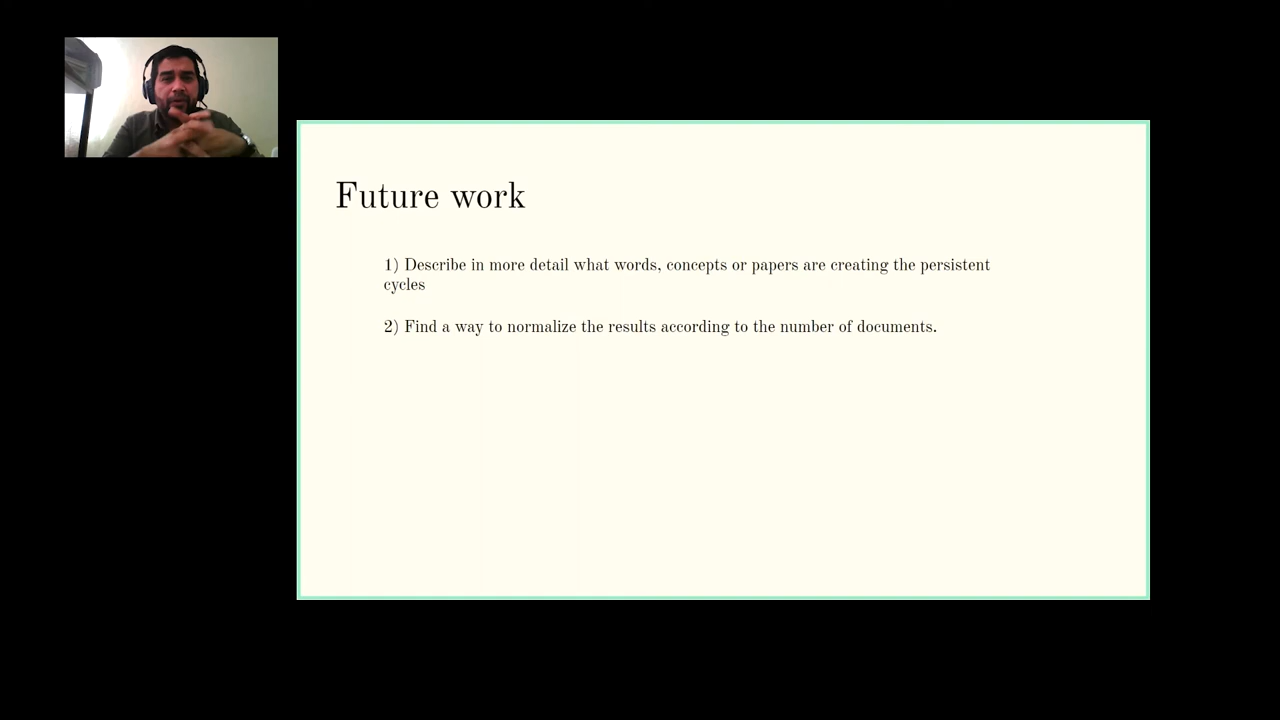 Future work
1) Describe in more detail what words, concepts or papers are creating the persistent
cycles
2) Find a way to normalize the results according to the number of documents.